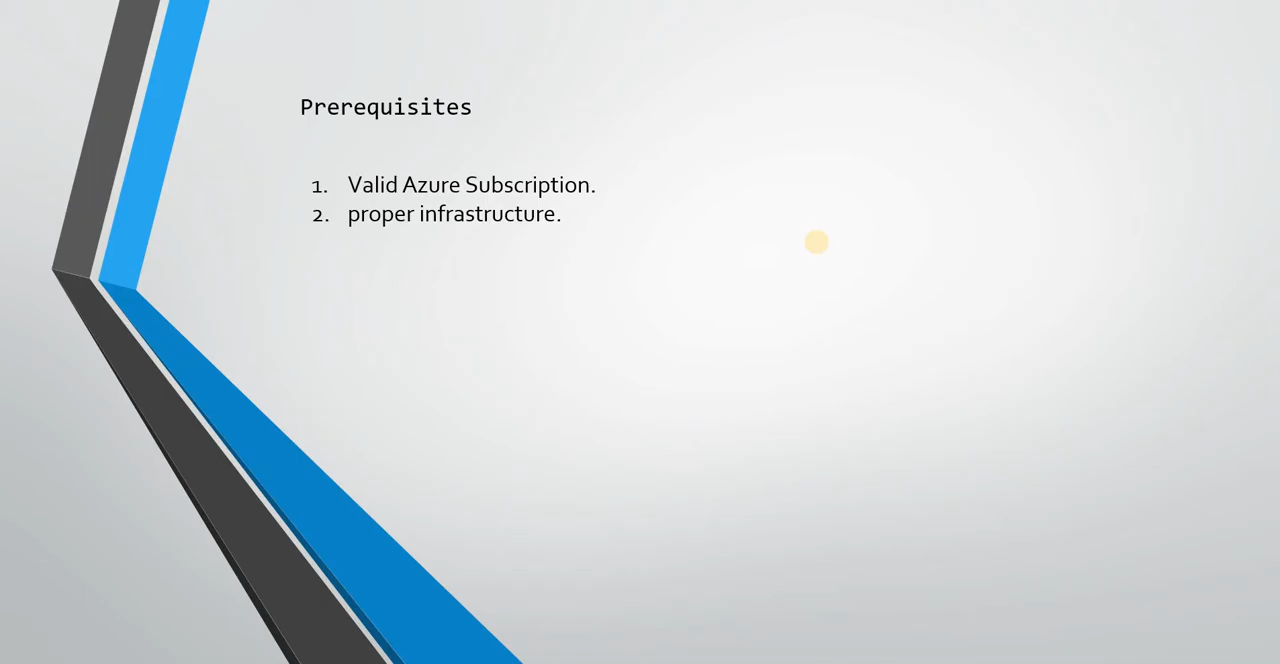 Prerequisites
1. Valid Azure Subscription.
2. proper infrastructure.